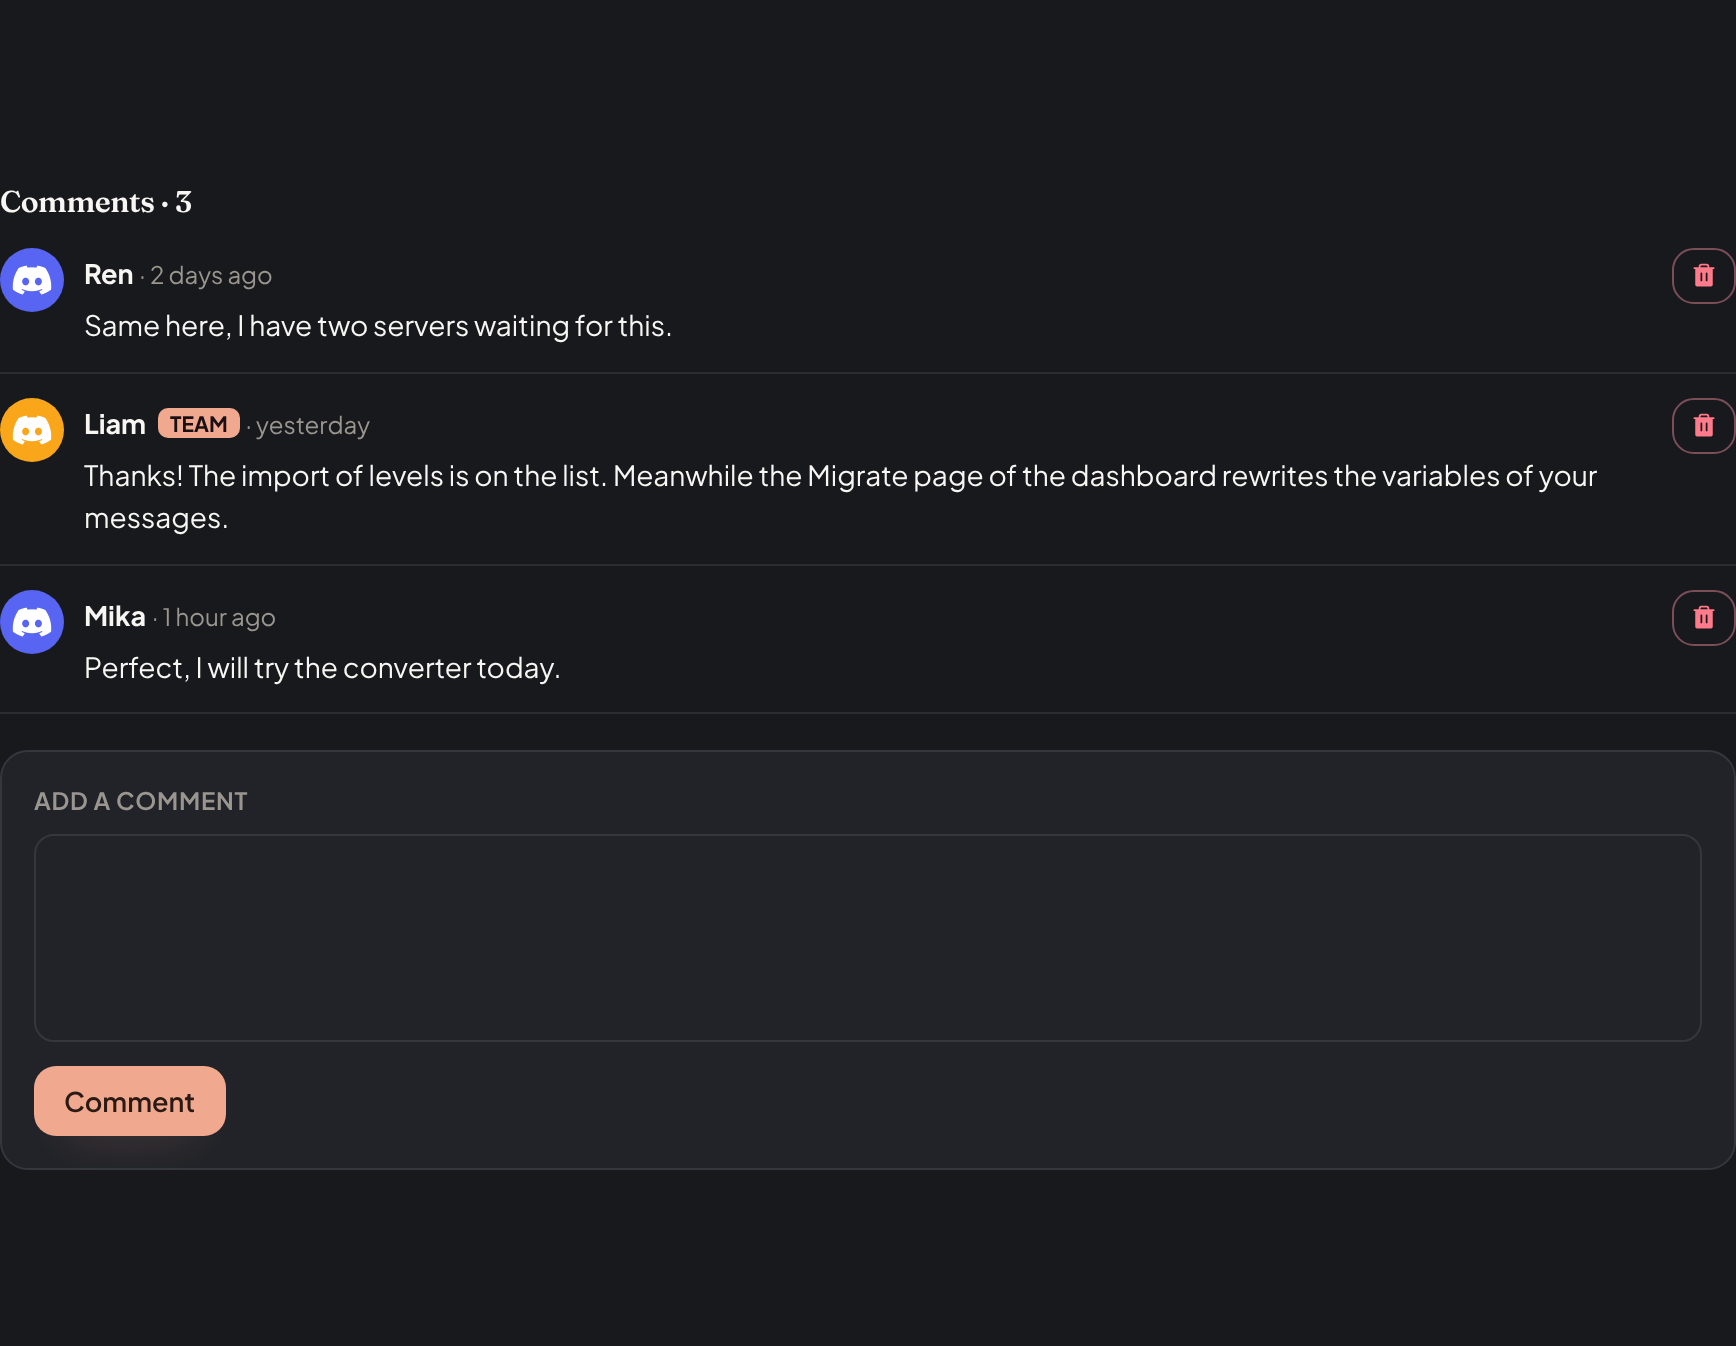 Comments · 3
Ren · 2 days ago
Same here, I have two servers waiting for this.
Liam TEAM · yesterday
Thanks! The import of levels is on the list. Meanwhile the Migrate page of the dashboard rewrites the variables of your
messages.
Mika · 1 hour ago
Perfect, I will try the converter today.
ADD A COMMENT
Comment